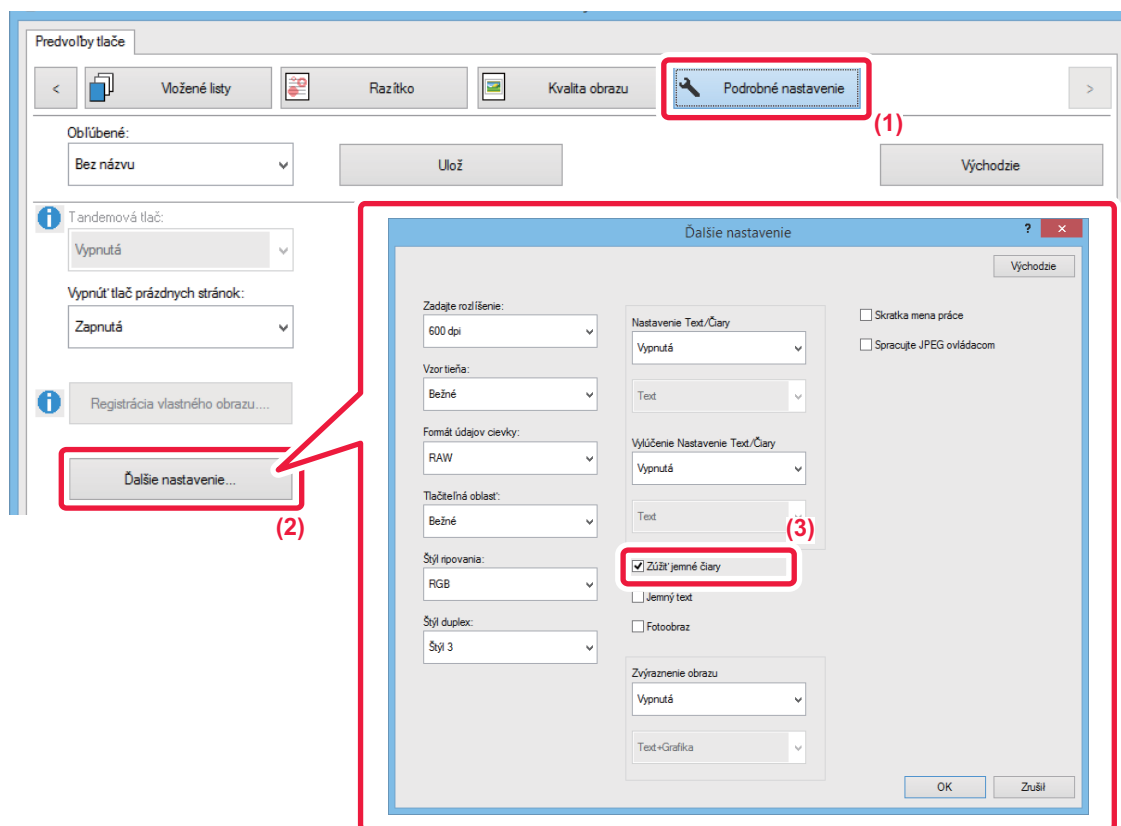 Predvoľby tlače
<
Vložené listy
Razítko
Kvalita obrazu
Podrobné nastavenie
>
(1)
Obľúbené:
Bez názvu
Ulož
Východzie
Tandemová tlač:
Vypnutá
Vypnúť tlač prázdnych stránok:
Zapnutá
Registrácia vlastného obrazu....
Ďalšie nastavenie...
(2)
Ďalšie nastavenie
?
×
Východzie
Zadajte rozlíšenie:
600 dpi
Vzor tieňa:
Bežné
Formát údajov cievky:
RAW
Tlačiteľná oblasť:
Bežné
Štýl ripovania:
RGB
Štýl duplex:
Štýl 3
Nastavenie Text/Čiary
Vypnutá
Text
Vylúčenie Nastavenie Text/Čiary
Vypnutá
Text
(3)
Zúžiť jemné čiary
Jemný text
Fotoobraz
Zvýraznenie obrazu
Vypnutá
Text+Grafika
Skratka mena práce
Spracujte JPEG ovládacom
OK
Zrušiť